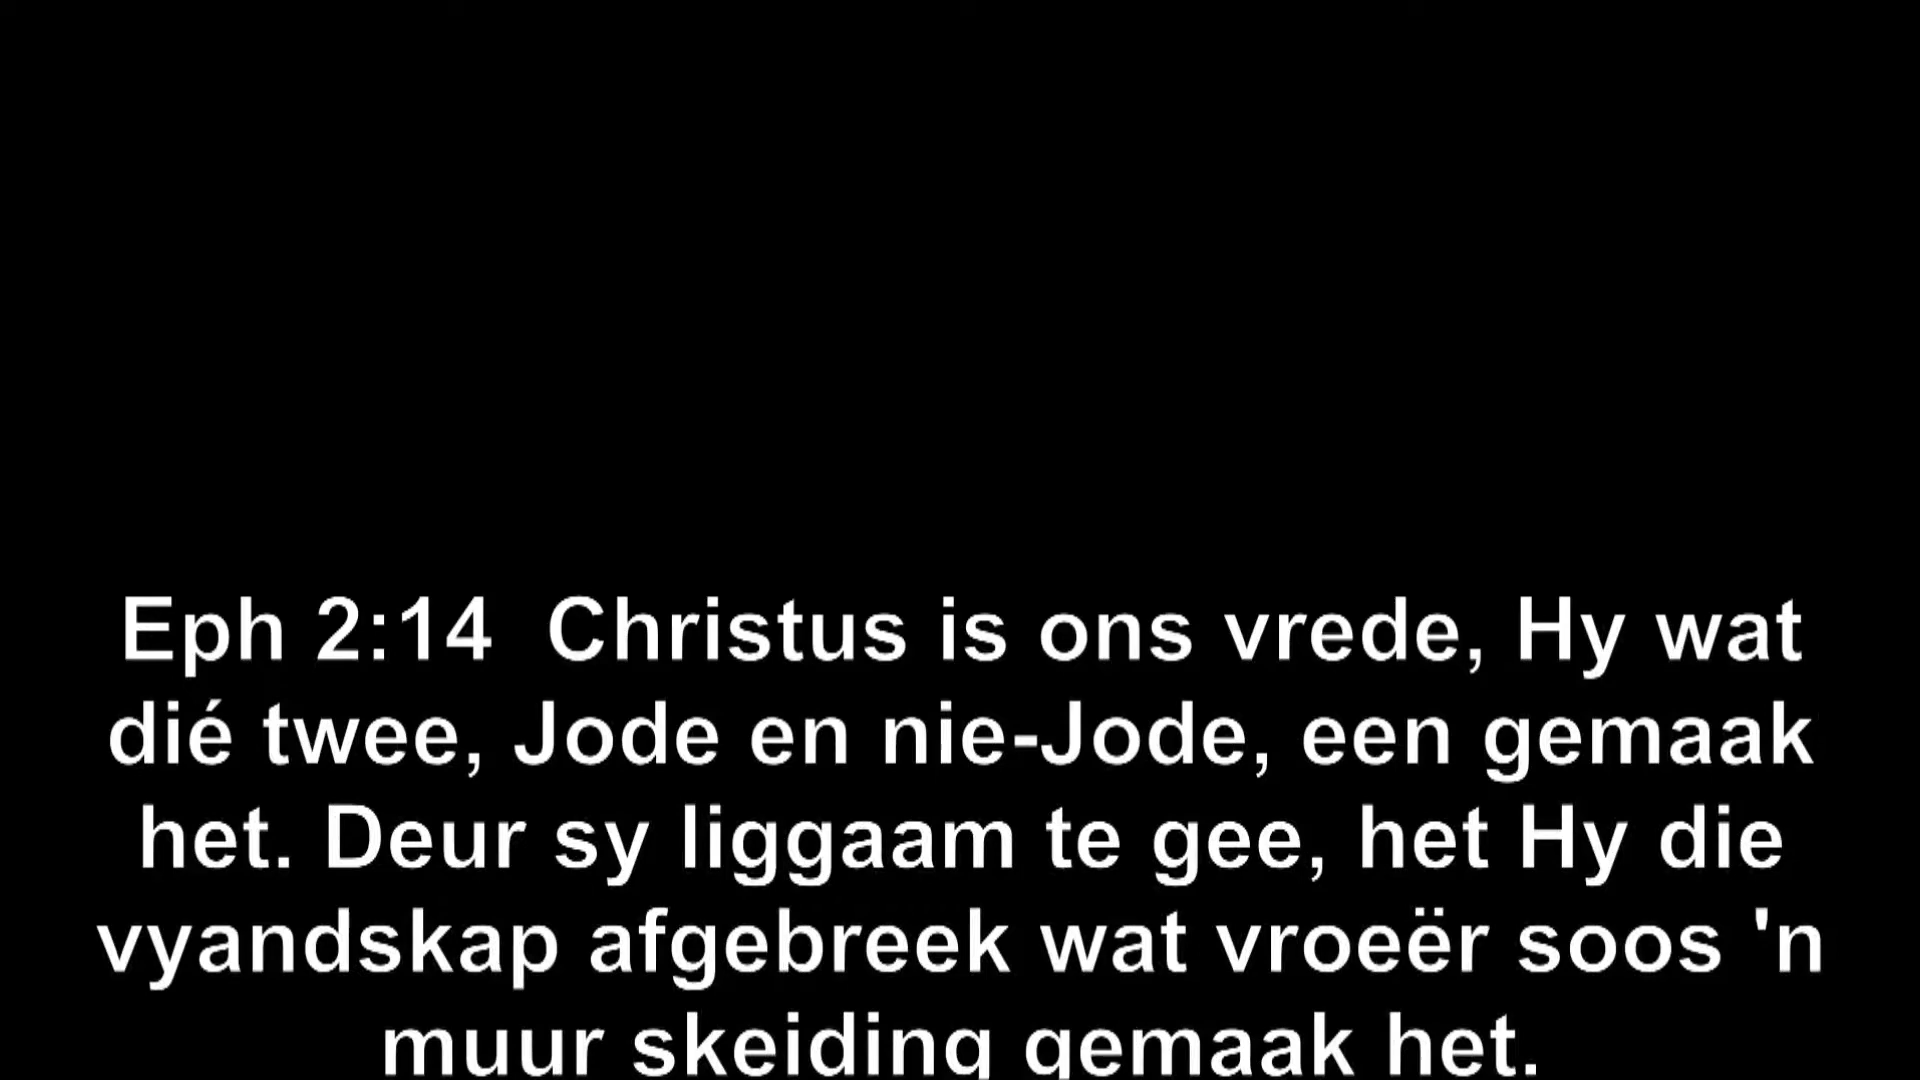 Eph 2:14  Christus is ons vrede, Hy wat
dié twee, Jode en nie-Jode, een gemaak
het. Deur sy liggaam te gee, het Hy die
vyandskap afgebreek wat vroeër soos 'n
muur skeiding gemaak het.